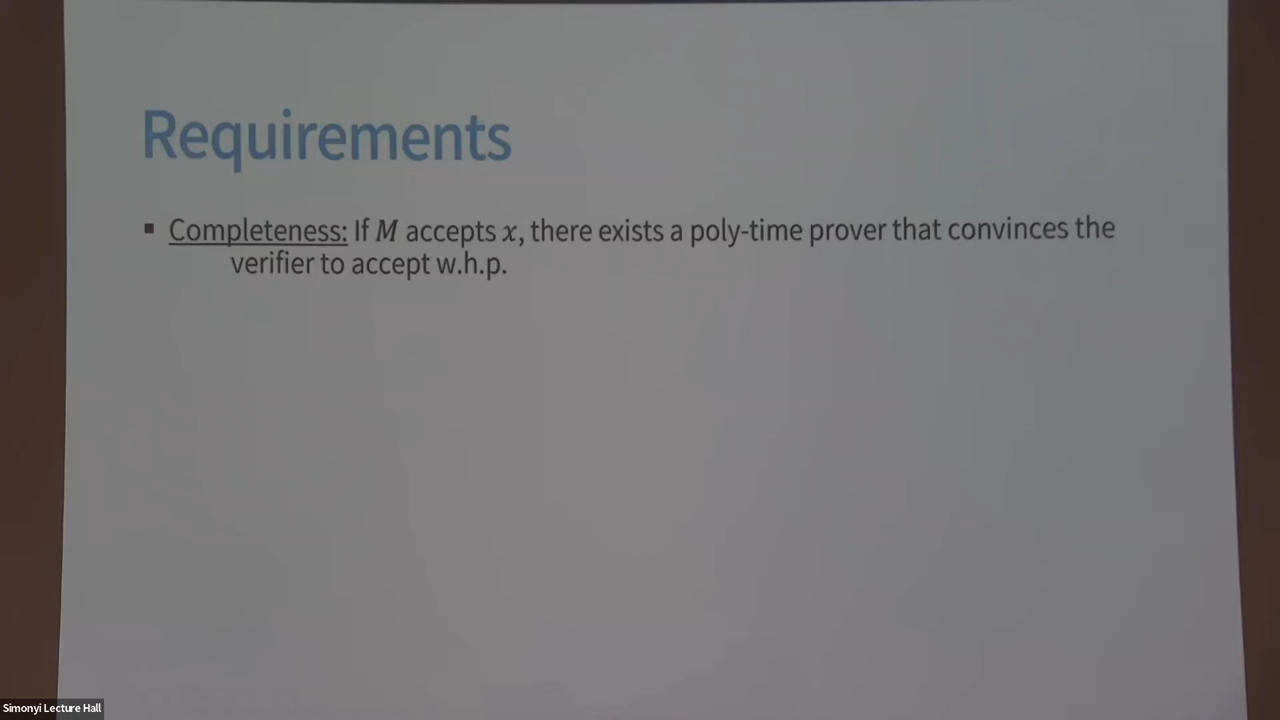 Requirements
▪ Completeness: If M accepts x, there exists a poly-time prover that convinces the
verifier to accept w.h.p.
Simonyi Lecture Hall